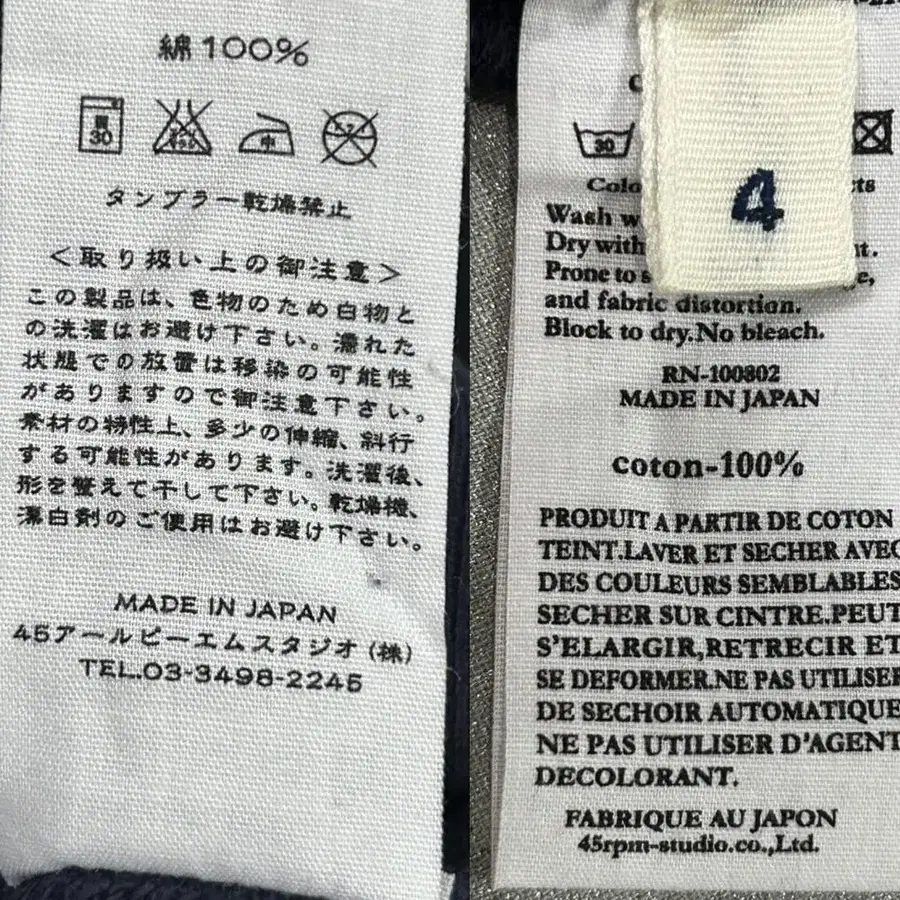 綿100%
30
中
タンブラー乾燥禁止
<取り扱い上の御注意>
この製品は、色物のため白物と
の洗濯はお避け下さい。濡れた
状態での放置は移染の可能性
がありますので御注意下さい。
素材の特性上、多少の伸縮、斜行
する可能性があります。洗濯後、
形を整えて干して下さい。乾燥機、
漂白剤のご使用はお避け下さい。
MADE IN JAPAN
45アールピーエムスタジオ(株)
TEL.03-3498-2245
4
30
Colo
Wash w
Dry with
Prone to s
and fabric distortion.
Block to dry.No bleach.
RN-100802
MADE IN JAPAN
coton-100%
PRODUIT A PARTIR DE COTON
TEINT.LAVER ET SECHER AVEC
DES COULEURS SEMBLABLES
SECHER SUR CINTRE.PEUT
S'ELARGIR,RETRECIR ET
SE DEFORMER.NE PAS UTILISER
DE SECHOIR AUTOMATIQUE
NE PAS UTILISER D'AGENT
DECOLORANT.
FABRIQUE AU JAPON
45rpm-studio.co.,Ltd.